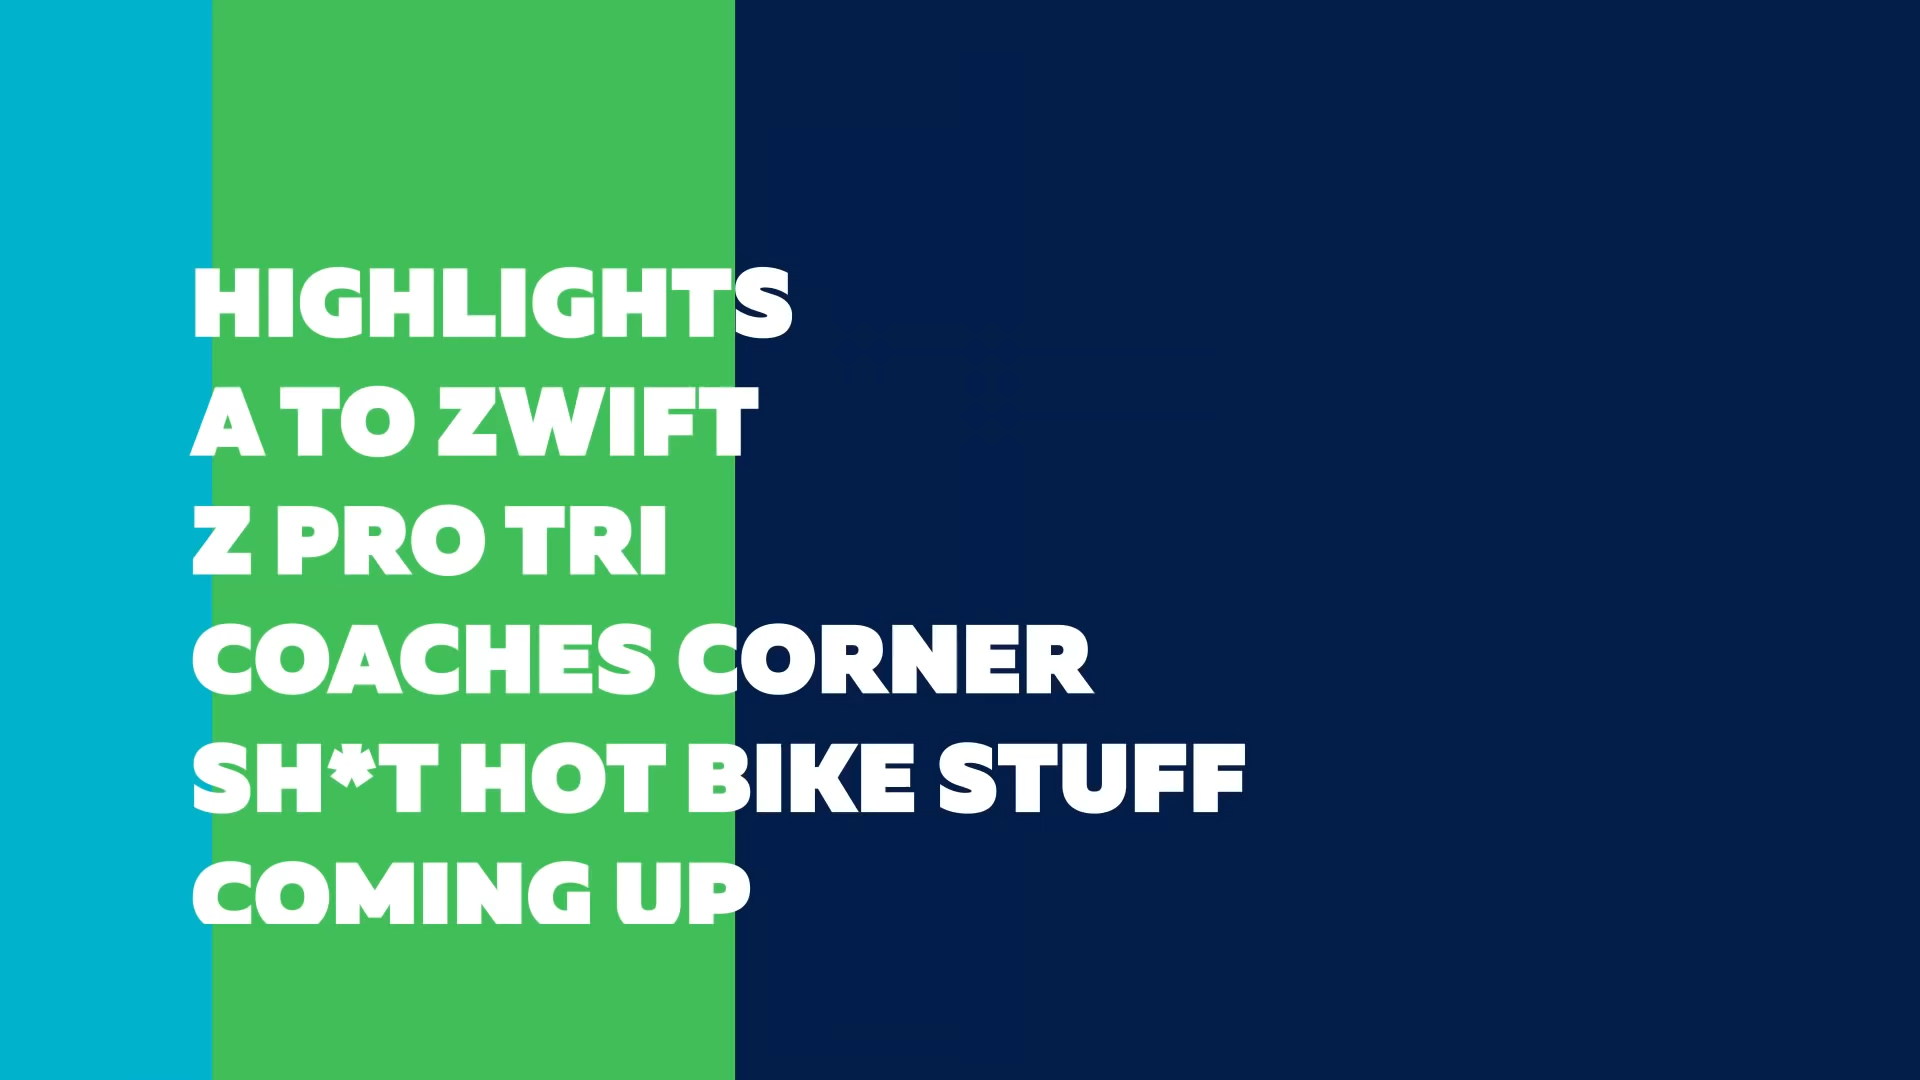 HIGHLIGHTS
A TO ZWIFT
Z PRO TRI
COACHES CORNER
SH*T HOT BIKE STUFF
COMING UP